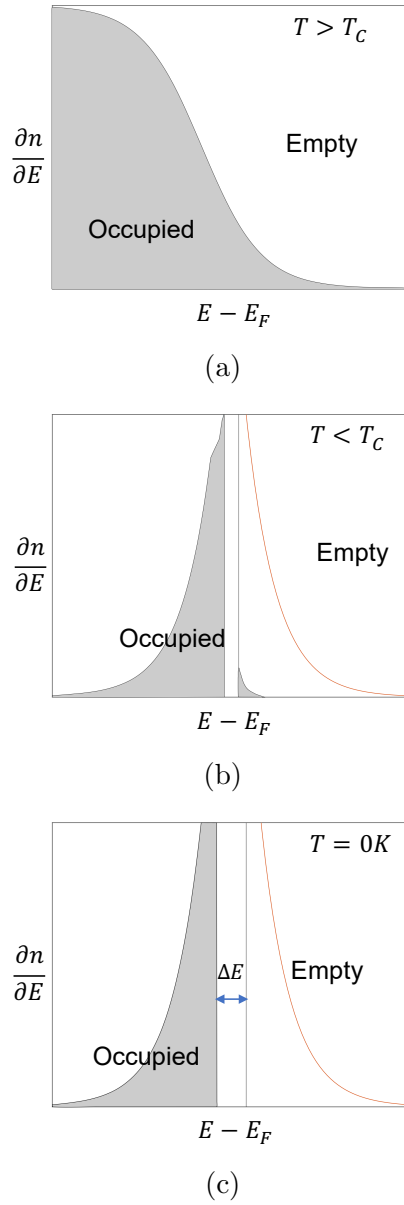 T > T_C
Empty
∂n
∂E
Occupied
E − E_F
(a)
T < T_C
∂n
∂E
Empty
Occupied
E − E_F
(b)
T = 0K
∂n
∂E
ΔE
Empty
Occupied
E − E_F
(c)